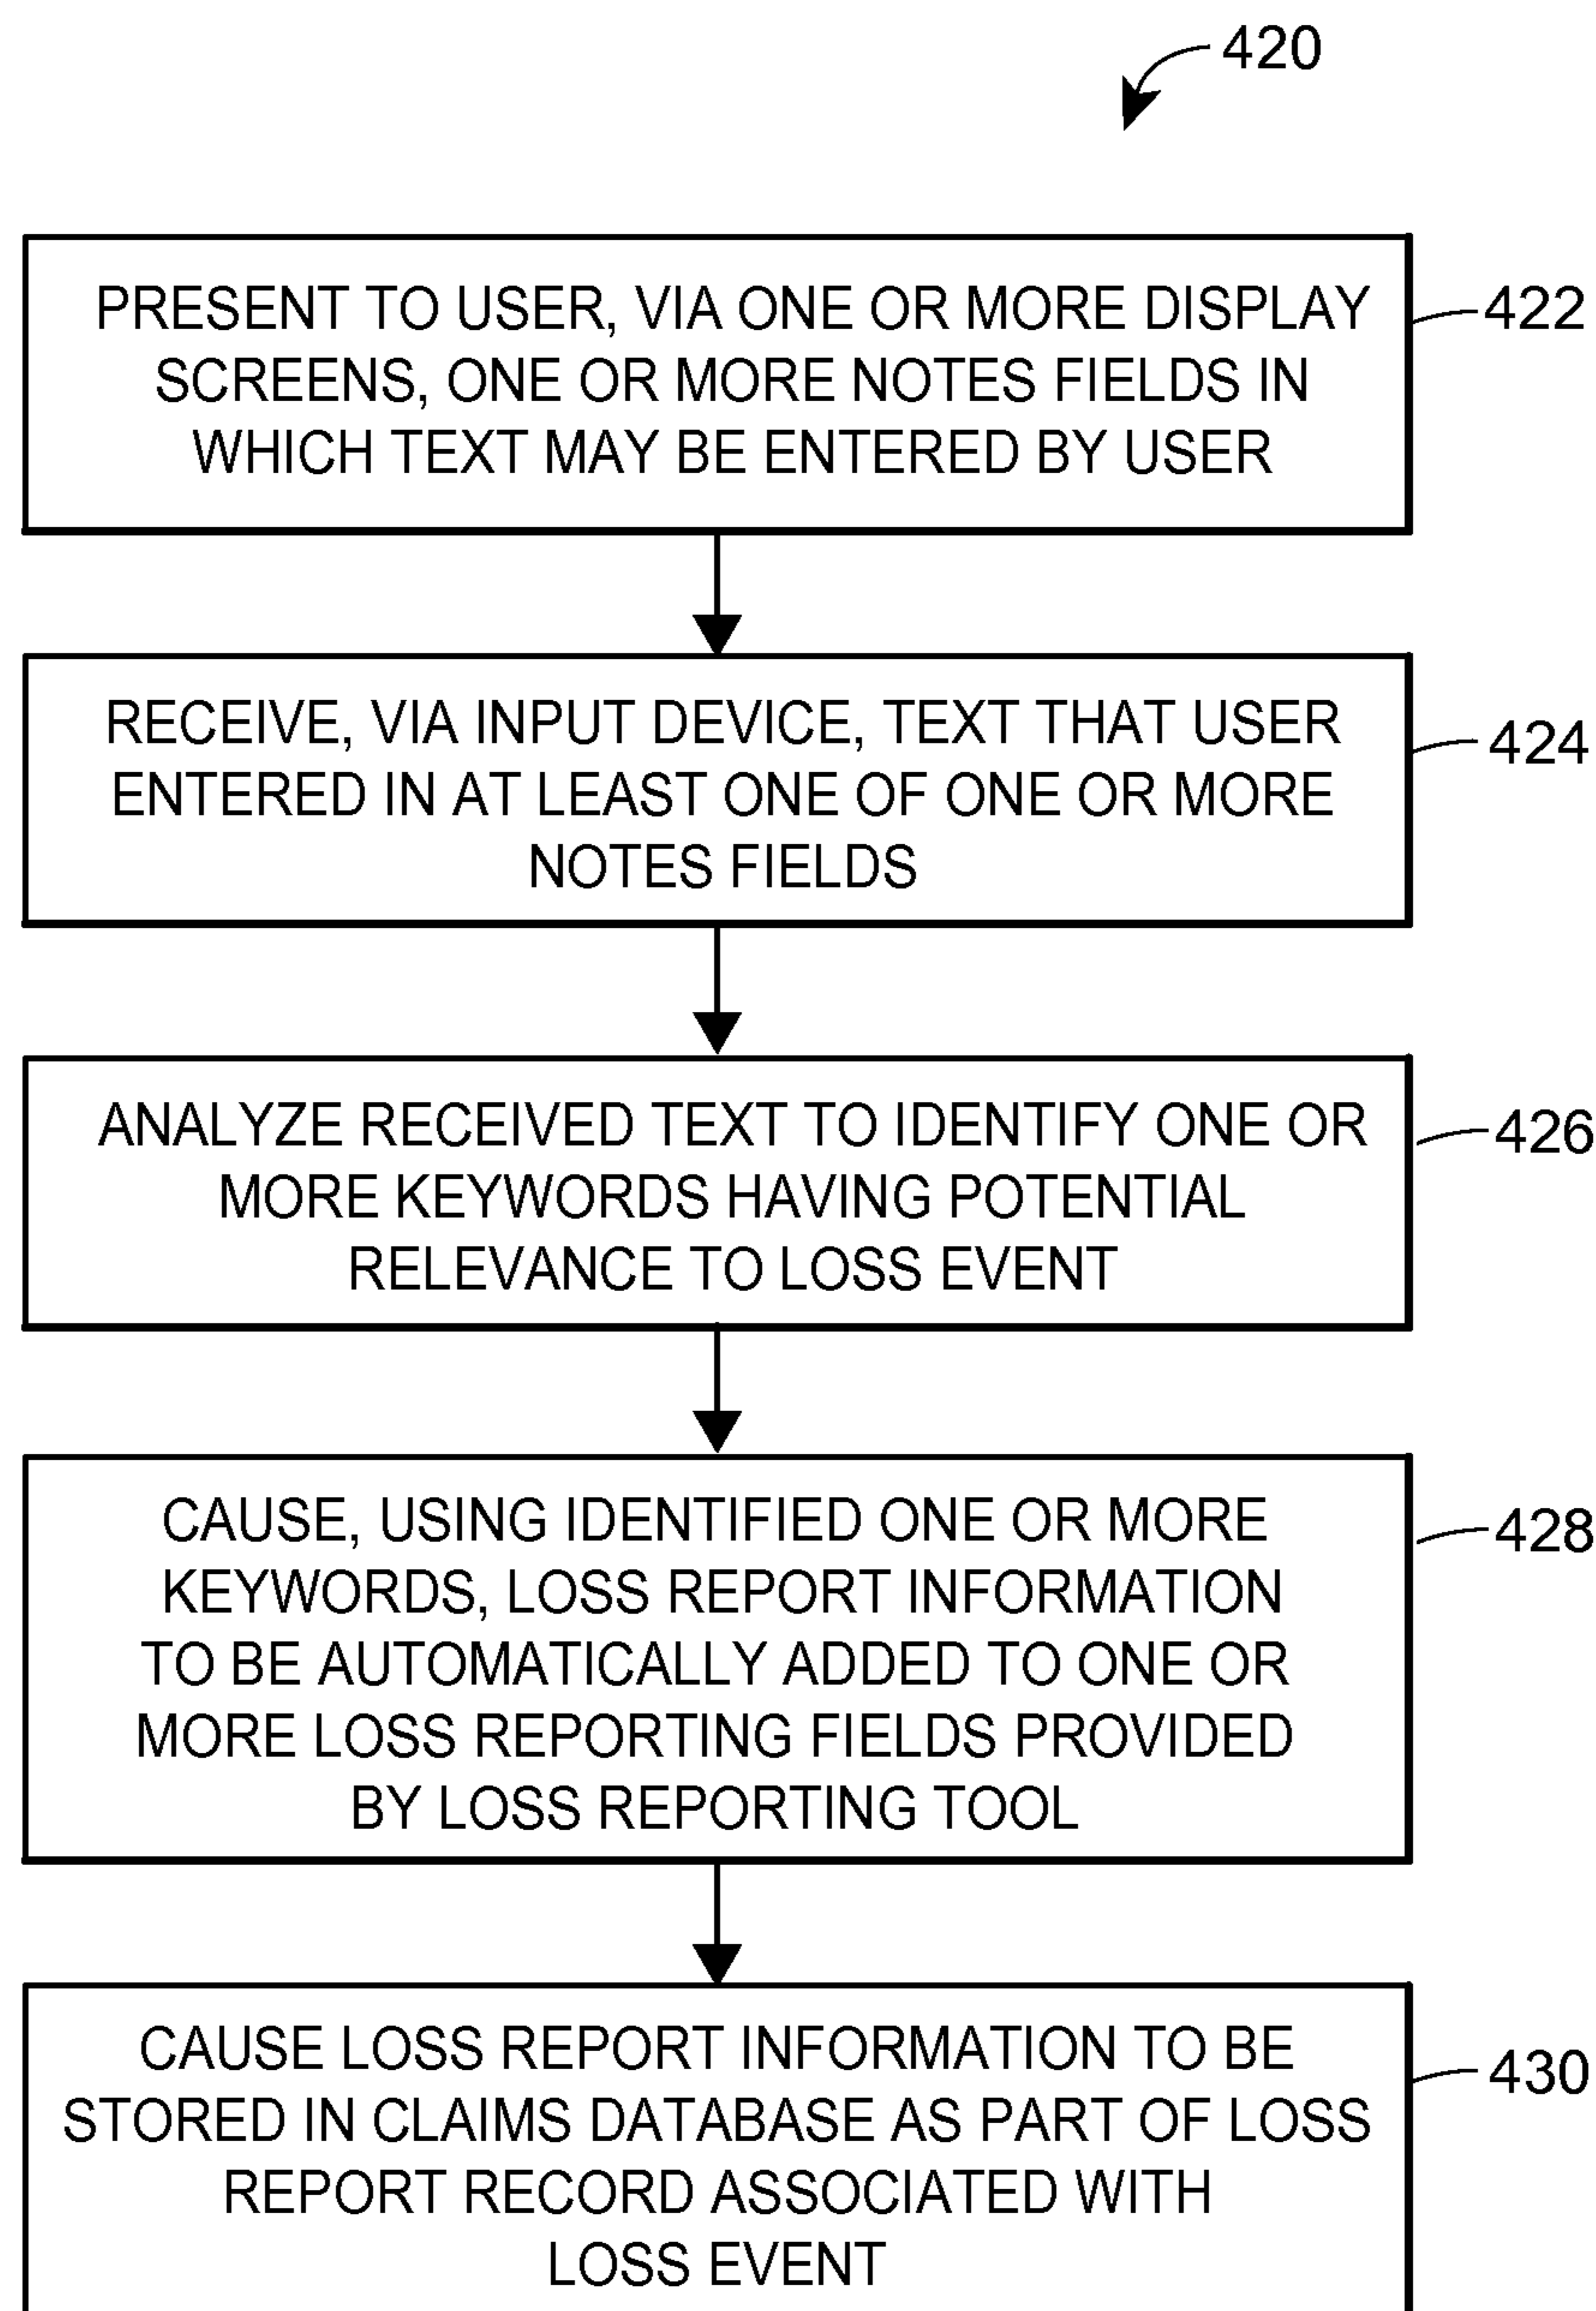 420
PRESENT TO USER, VIA ONE OR MORE DISPLAY
SCREENS, ONE OR MORE NOTES FIELDS IN
WHICH TEXT MAY BE ENTERED BY USER
422
RECEIVE, VIA INPUT DEVICE, TEXT THAT USER
ENTERED IN AT LEAST ONE OF ONE OR MORE
NOTES FIELDS
424
ANALYZE RECEIVED TEXT TO IDENTIFY ONE OR
MORE KEYWORDS HAVING POTENTIAL
RELEVANCE TO LOSS EVENT
426
CAUSE, USING IDENTIFIED ONE OR MORE
KEYWORDS, LOSS REPORT INFORMATION
TO BE AUTOMATICALLY ADDED TO ONE OR
MORE LOSS REPORTING FIELDS PROVIDED
BY LOSS REPORTING TOOL
428
CAUSE LOSS REPORT INFORMATION TO BE
STORED IN CLAIMS DATABASE AS PART OF LOSS
REPORT RECORD ASSOCIATED WITH
LOSS EVENT
430